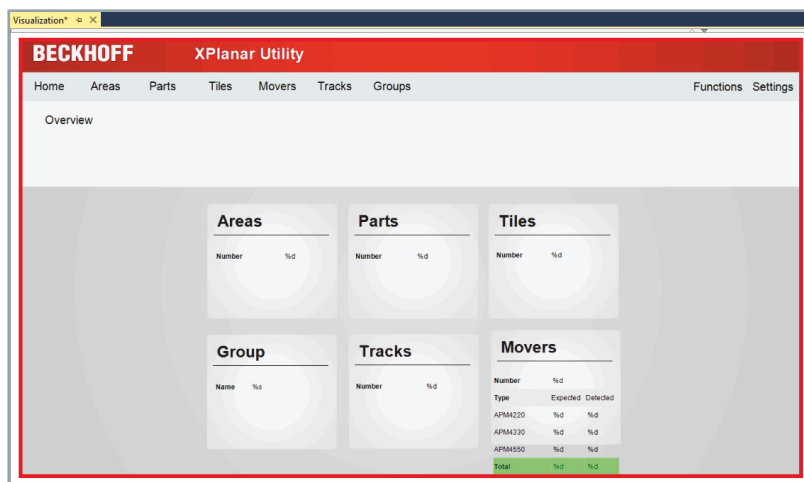 Visualization*
BECKHOFF XPlanar Utility
Home Areas Parts Tiles Movers Tracks Groups Functions Settings
Overview
Areas Parts Tiles
Number %d Number %d Number %d
Group Tracks Movers
Name %s Number %d Number %d
Type Expected Detected
APM4220 %d %d
APM4330 %d %d
APM4550 %d %d
Total %d %d